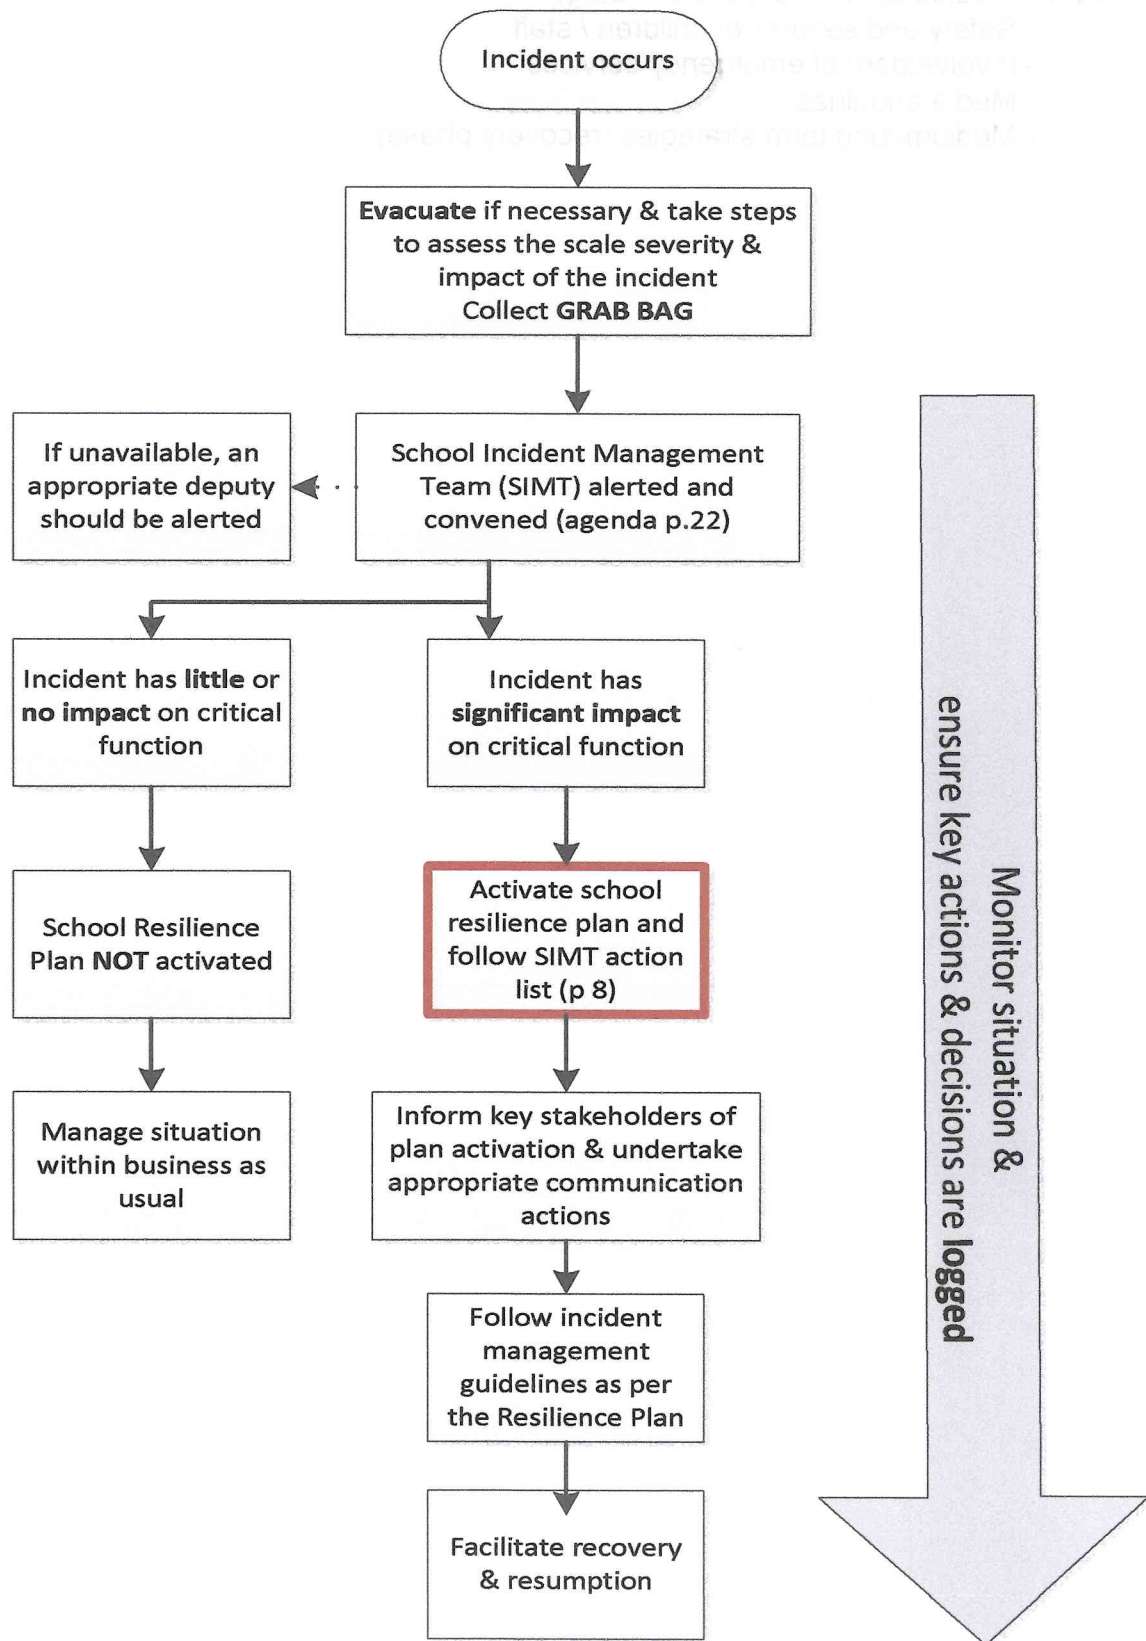 Incident occurs
Evacuate if necessary & take steps
to assess the scale severity &
impact of the incident
Collect GRAB BAG
If unavailable, an
appropriate deputy
should be alerted
School Incident Management
Team (SIMT) alerted and
convened (agenda p.22)
Incident has little or
no impact on critical
function
Incident has
significant impact
on critical function
School Resilience
Plan NOT activated
Activate school
resilience plan and
follow SIMT action
list (p 8)
Manage situation
within business as
usual
Inform key stakeholders of
plan activation & undertake
appropriate communication
actions
Follow incident
management
guidelines as per
the Resilience Plan
Facilitate recovery
& resumption
Monitor situation &
ensure key actions & decisions are logged